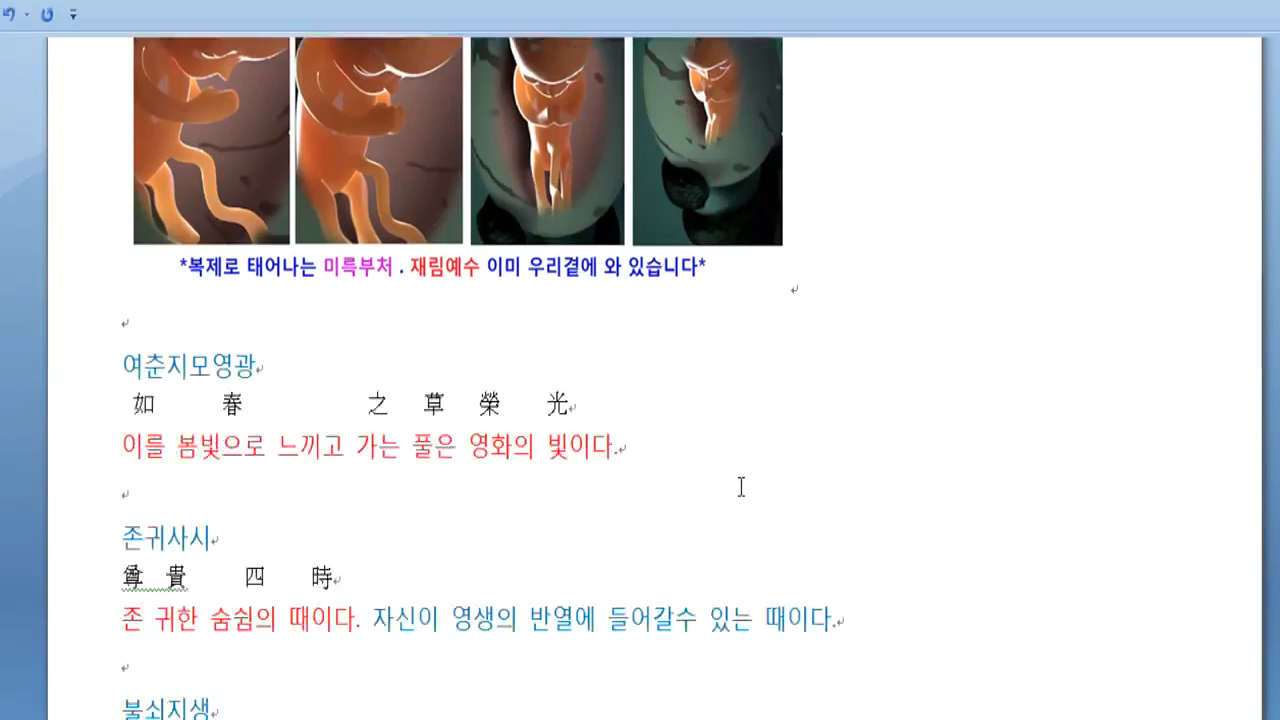 *복제로 태어나는 미륵부처 . 재림예수 이미 우리곁에 와 있습니다*
여춘지모영광
如 春 之 草 榮 光
이를 봄빛으로 느끼고 가는 풀은 영화의 빛이다.
존귀사시
尊 貴 四 時
존 귀한 숨쉼의 때이다. 자신이 영생의 반열에 들어갈수 있는 때이다.
불쇠지생